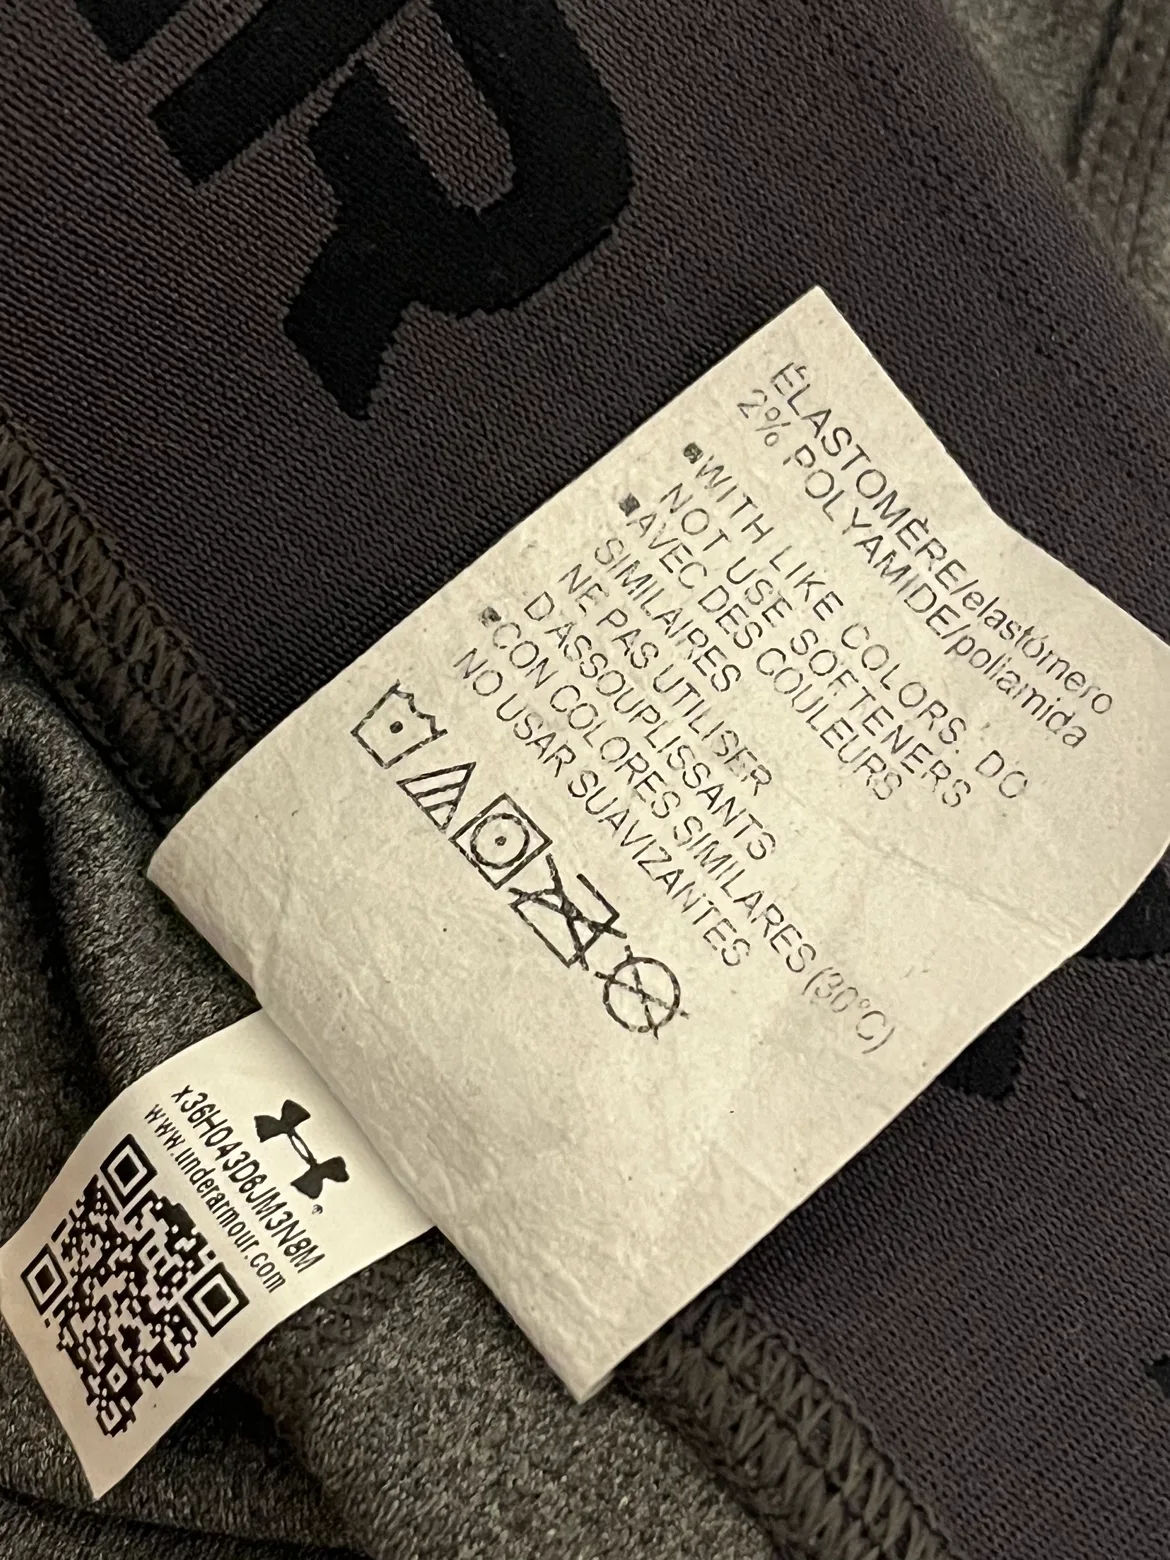 ÉLASTOMÈRE/elastómero
2% POLYAMIDE/poliamida
WITH LIKE COLORS. DO
NOT USE SOFTENERS
AVEC DES COULEURS
SIMILAIRES
NE PAS UTILISER
D'ASSOUPLISSANTS
CON COLORES SIMILARES (30°C)
NO USAR SUAVIZANTES
x36H043D6JM3N8M
www.underarmour.com